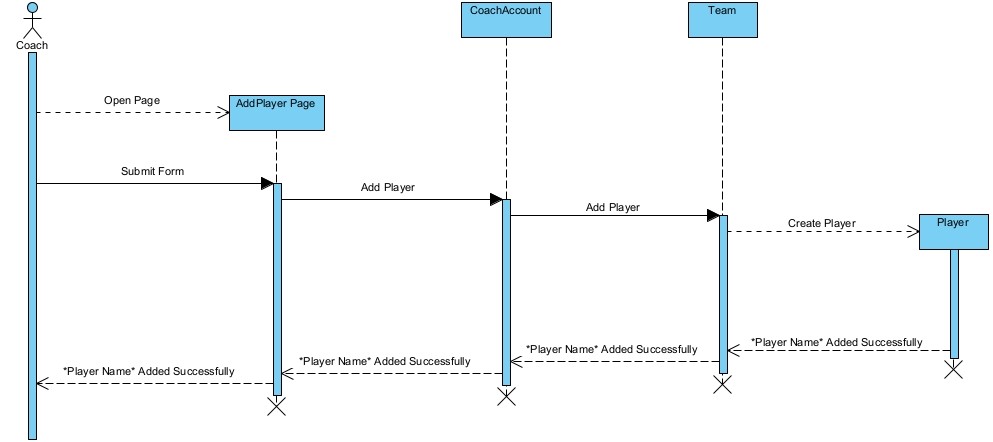 CoachAccount
Team
Coach
Open Page
AddPlayer Page
Submit Form
Add Player
Add Player
Create Player
Player
*Player Name* Added Successfully
*Player Name* Added Successfully
*Player Name* Added Successfully
*Player Name* Added Successfully